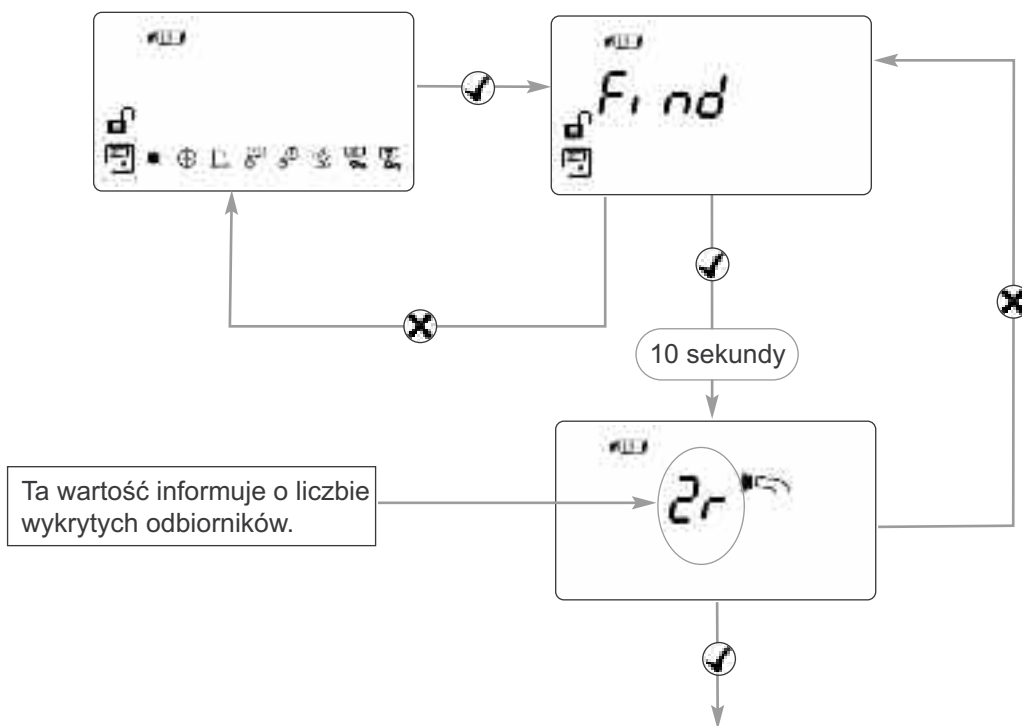 Find
10 sekundy
2r
Ta wartość informuje o liczbie
wykrytych odbiorników.